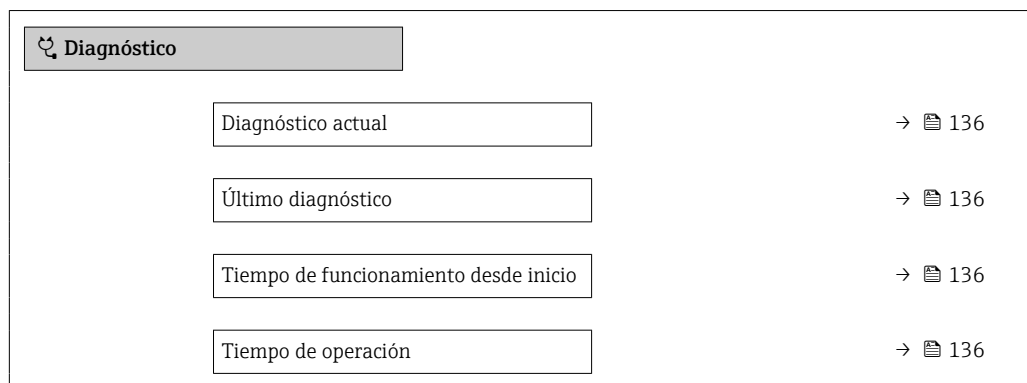 Diagnóstico
Diagnóstico actual → 136
Último diagnóstico → 136
Tiempo de funcionamiento desde inicio → 136
Tiempo de operación → 136